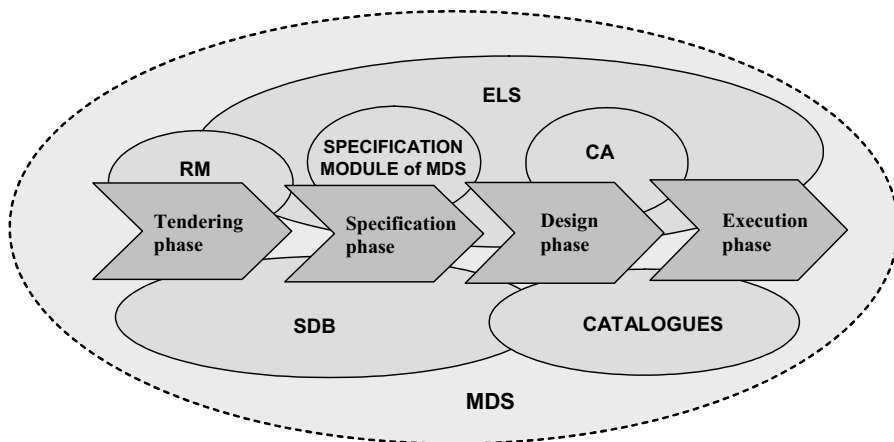 ELS
SPECIFICATION
MODULE of MDS
CA
RM
Tendering
phase
Specification
phase
Design
phase
Execution
phase
SDB
CATALOGUES
MDS